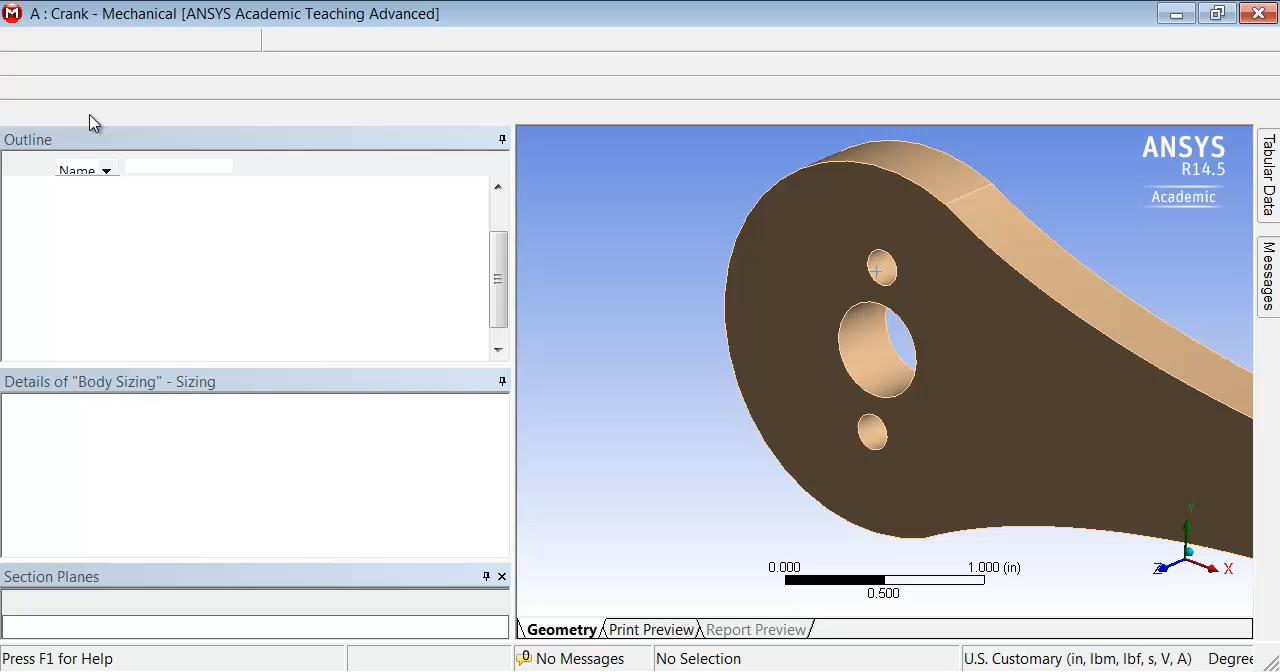 A : Crank - Mechanical [ANSYS Academic Teaching Advanced]
Outline
Name
Details of "Body Sizing" - Sizing
Section Planes
ANSYS
R14.5
Academic
Tabular Data
Messages
0.000
1.000 (in)
0.500
Y
Z
X
Geometry
Print Preview
Report Preview
Press F1 for Help
0 No Messages
No Selection
U.S. Customary (in, lbm, lbf, s, V, A)
Degree